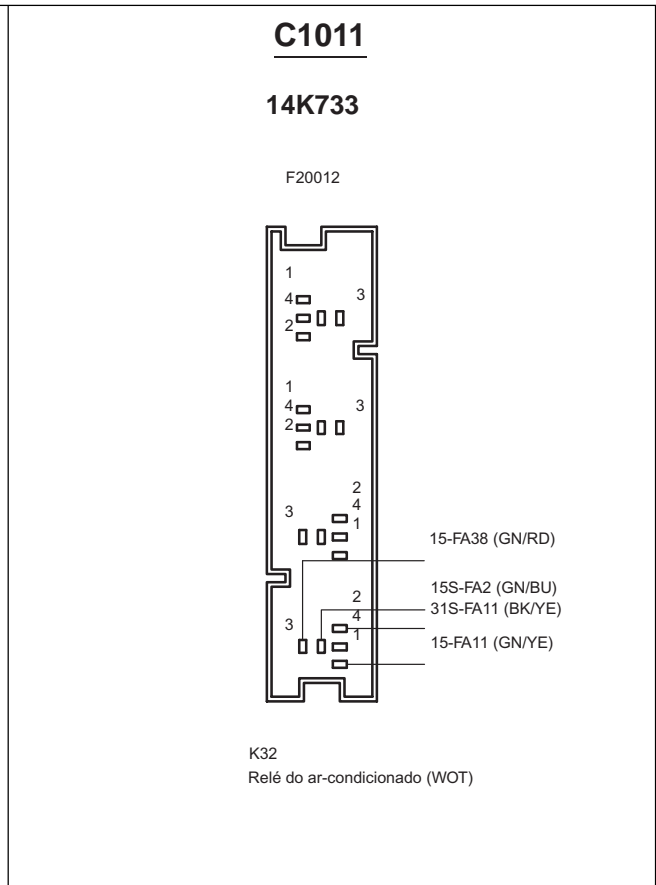 C1011
14K733
F20012
1
4
3
2
1
4
3
2
2
4
3
1
15-FA38 (GN/RD)
15S-FA2 (GN/BU)
2
31S-FA11 (BK/YE)
4
3
1
15-FA11 (GN/YE)
K32
Relé do ar-condicionado (WOT)